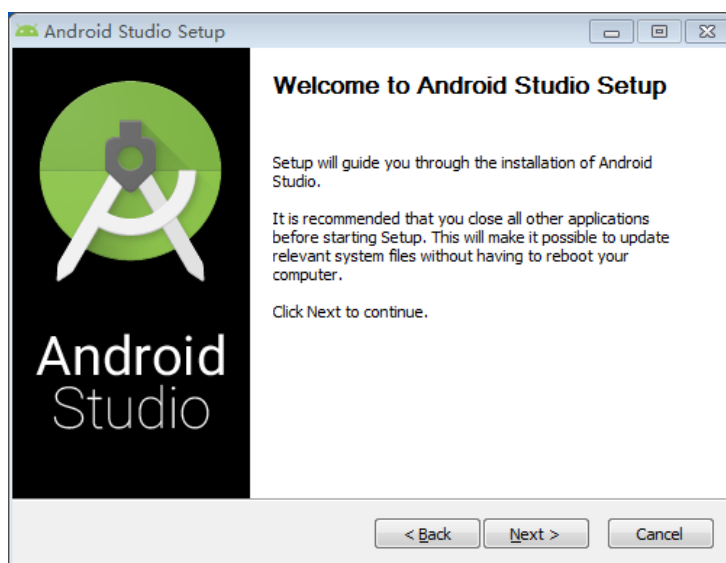 Android Studio Setup
Welcome to Android Studio Setup
Setup will guide you through the installation of Android
Studio.
It is recommended that you close all other applications
before starting Setup. This will make it possible to update
relevant system files without having to reboot your
computer.
Click Next to continue.
Android
Studio
< Back
Next >
Cancel